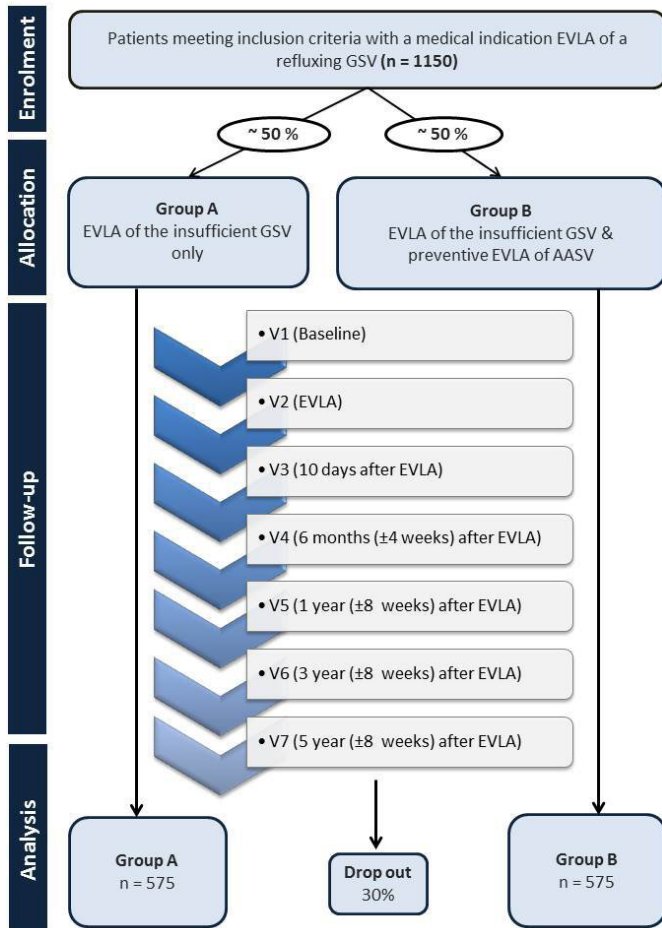 Enrolment
Patients meeting inclusion criteria with a medical indication EVLA of a
refluxing GSV (n = 1150)
~ 50 %
~ 50 %
Allocation
Group A
EVLA of the insufficient GSV
only
Group B
EVLA of the insufficient GSV &
preventive EVLA of AASV
Follow-up
• V1 (Baseline)
• V2 (EVLA)
• V3 (10 days after EVLA)
• V4 (6 months (±4 weeks) after EVLA)
• V5 (1 year (±8 weeks) after EVLA)
• V6 (3 year (±8 weeks) after EVLA)
• V7 (5 year (±8 weeks) after EVLA)
Analysis
Group A
n = 575
Drop out
30%
Group B
n = 575